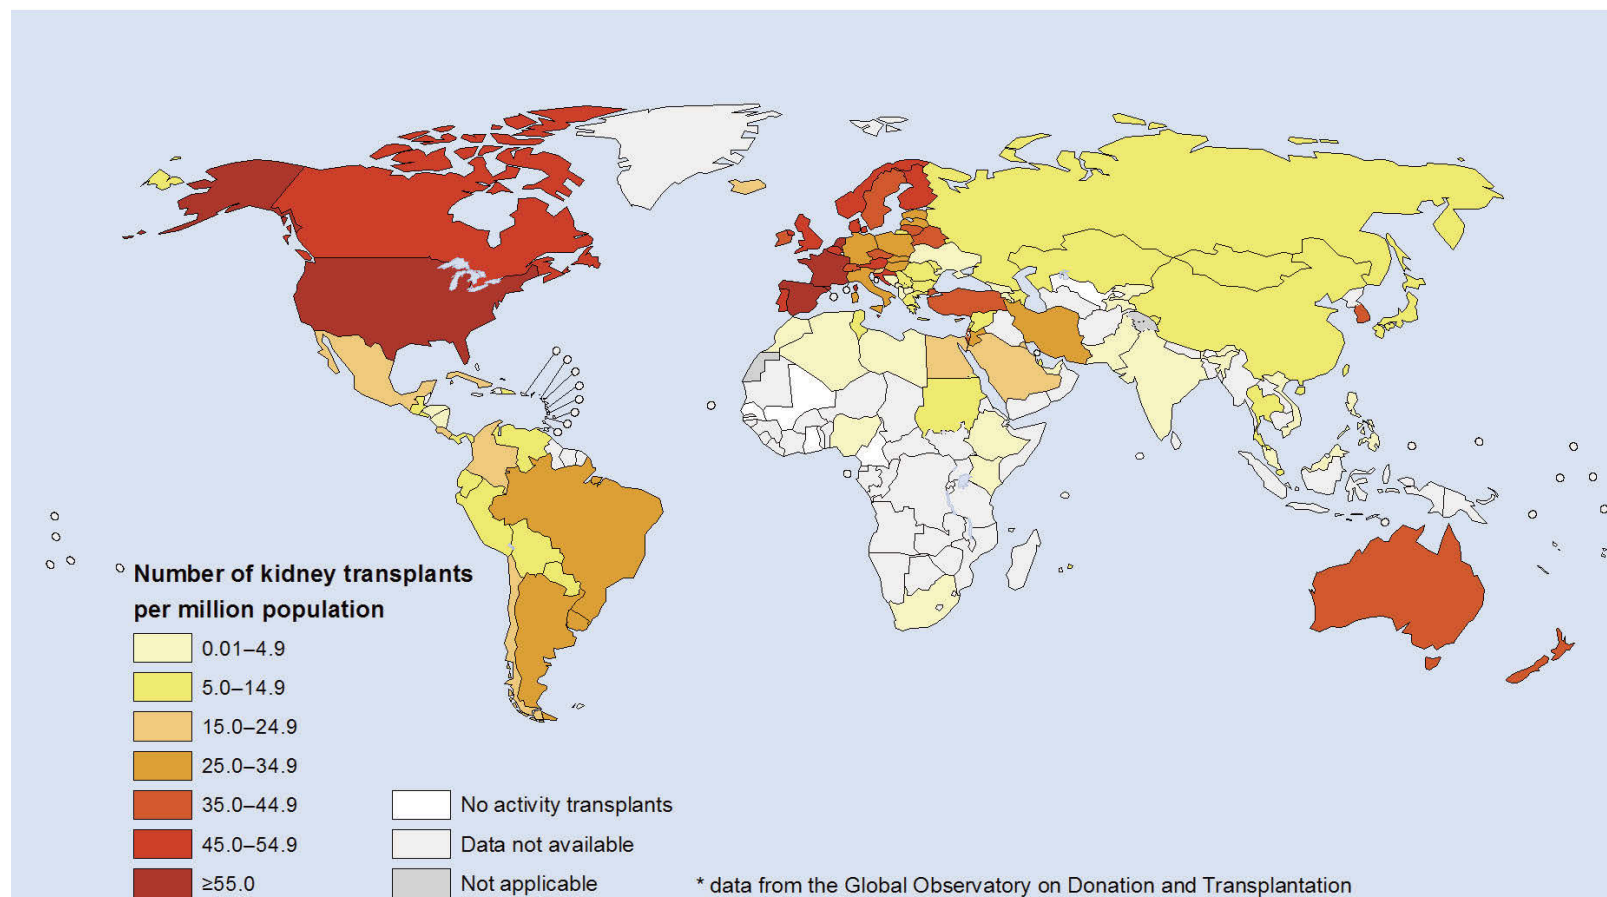 Number of kidney transplants
per million population
0.01–4.9
5.0–14.9
15.0–24.9
25.0–34.9
35.0–44.9
45.0–54.9
≥55.0
No activity transplants
Data not available
Not applicable
* data from the Global Observatory on Donation and Transplantation